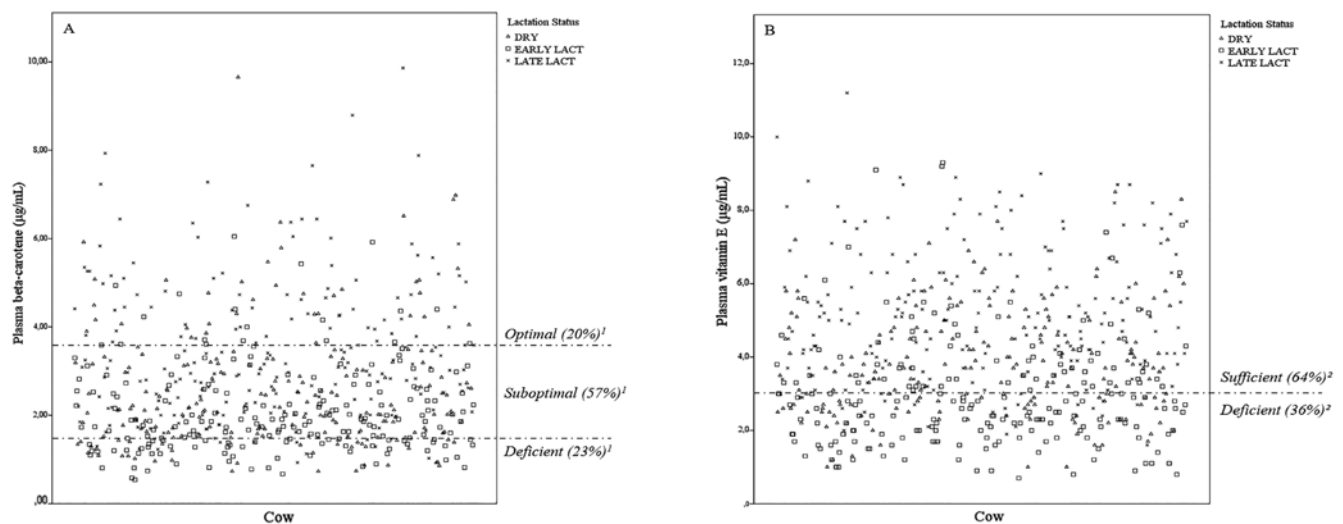 A
Lactation Status
DRY
EARLY LACT
LATE LACT
10,00
8,00
6,00
4,00
2,00
,00
Plasma beta-carotene (µg/mL)
Optimal (20%)¹
Suboptimal (57%)¹
Deficient (23%)¹
Cow
B
Lactation Status
DRY
EARLY LACT
LATE LACT
12,0
10,0
8,0
6,0
4,0
2,0
,0
Plasma vitamin E (µg/mL)
Sufficient (64%)²
Deficient (36%)²
Cow